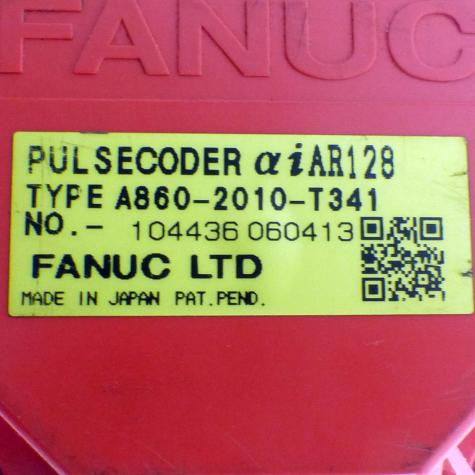 FANUC
PULSECODER αiAR128
TYPE A860-2010-T341
NO.- 104436 060413
FANUC LTD
MADE IN JAPAN PAT.PEND.